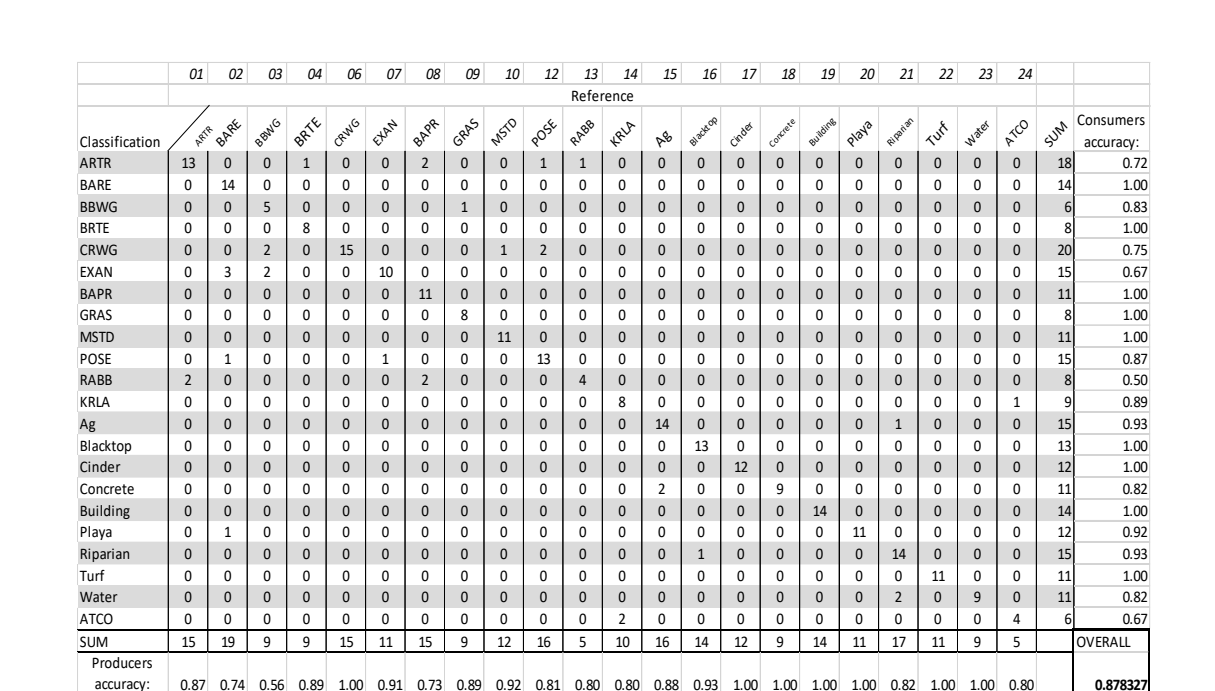 01 02 03 04 06 07 08 09 10 12 13 14 15 16 17 18 19 20 21 22 23 24
Reference
Classification ARTR BARE BBWG BRTE CRWG EXAN BAPR GRAS MSTD POSE RABB KRLA Ag Blacktop Cinder Concrete Building Playa Riparian Turf Water ATCO SUM Consumers accuracy:
ARTR 13 0 0 1 0 0 2 0 0 1 1 0 0 0 0 0 0 0 0 0 0 0 18 0.72
BARE 0 14 0 0 0 0 0 0 0 0 0 0 0 0 0 0 0 0 0 0 0 0 14 1.00
BBWG 0 0 5 0 0 0 0 1 0 0 0 0 0 0 0 0 0 0 0 0 0 0 6 0.83
BRTE 0 0 0 8 0 0 0 0 0 0 0 0 0 0 0 0 0 0 0 0 0 0 8 1.00
CRWG 0 0 2 0 15 0 0 0 1 2 0 0 0 0 0 0 0 0 0 0 0 0 20 0.75
EXAN 0 3 2 0 0 10 0 0 0 0 0 0 0 0 0 0 0 0 0 0 0 0 15 0.67
BAPR 0 0 0 0 0 0 11 0 0 0 0 0 0 0 0 0 0 0 0 0 0 0 11 1.00
GRAS 0 0 0 0 0 0 0 8 0 0 0 0 0 0 0 0 0 0 0 0 0 0 8 1.00
MSTD 0 0 0 0 0 0 0 0 11 0 0 0 0 0 0 0 0 0 0 0 0 0 11 1.00
POSE 0 1 0 0 0 1 0 0 0 13 0 0 0 0 0 0 0 0 0 0 0 0 15 0.87
RABB 2 0 0 0 0 0 2 0 0 0 4 0 0 0 0 0 0 0 0 0 0 0 8 0.50
KRLA 0 0 0 0 0 0 0 0 0 0 0 8 0 0 0 0 0 0 0 0 0 1 9 0.89
Ag 0 0 0 0 0 0 0 0 0 0 0 0 14 0 0 0 0 0 1 0 0 0 15 0.93
Blacktop 0 0 0 0 0 0 0 0 0 0 0 0 0 13 0 0 0 0 0 0 0 0 13 1.00
Cinder 0 0 0 0 0 0 0 0 0 0 0 0 0 0 12 0 0 0 0 0 0 0 12 1.00
Concrete 0 0 0 0 0 0 0 0 0 0 0 0 2 0 0 9 0 0 0 0 0 0 11 0.82
Building 0 0 0 0 0 0 0 0 0 0 0 0 0 0 0 0 14 0 0 0 0 0 14 1.00
Playa 0 1 0 0 0 0 0 0 0 0 0 0 0 0 0 0 0 11 0 0 0 0 12 0.92
Riparian 0 0 0 0 0 0 0 0 0 0 0 0 0 1 0 0 0 0 14 0 0 0 15 0.93
Turf 0 0 0 0 0 0 0 0 0 0 0 0 0 0 0 0 0 0 0 11 0 0 11 1.00
Water 0 0 0 0 0 0 0 0 0 0 0 0 0 0 0 0 0 0 2 0 9 0 11 0.82
ATCO 0 0 0 0 0 0 0 0 0 0 0 2 0 0 0 0 0 0 0 0 0 4 6 0.67
SUM 15 19 9 9 15 11 15 9 12 16 5 10 16 14 12 9 14 11 17 11 9 5 OVERALL
Producers
accuracy: 0.87 0.74 0.56 0.89 1.00 0.91 0.73 0.89 0.92 0.81 0.80 0.80 0.88 0.93 1.00 1.00 1.00 1.00 0.82 1.00 1.00 0.80 0.878327